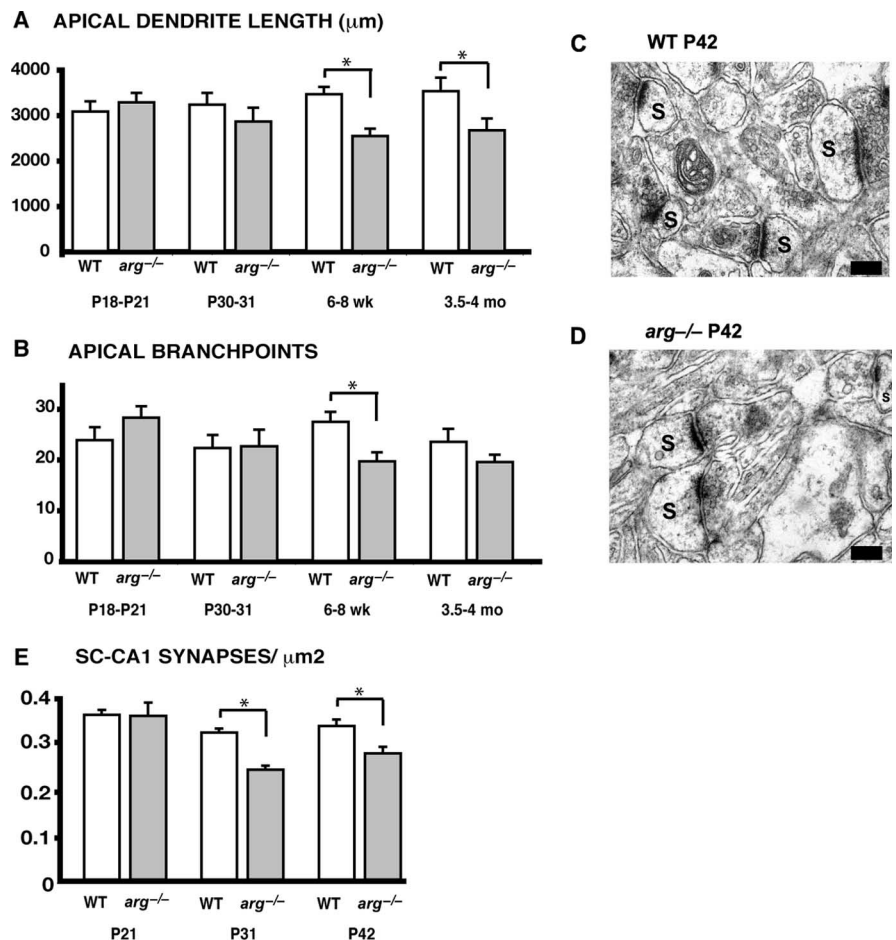 A APICAL DENDRITE LENGTH (μm)
4000
3000
2000
1000
0
* *
WT arg–/– WT arg–/– WT arg–/– WT arg–/–
P18-P21 P30-31 6-8 wk 3.5-4 mo
B APICAL BRANCHPOINTS
30
20
10
0
*
WT arg–/– WT arg–/– WT arg–/– WT arg–/–
P18-P21 P30-31 6-8 wk 3.5-4 mo
C WT P42
S
S
S
S
D arg–/– P42
S
S
S
E SC-CA1 SYNAPSES/ μm2
0.4
0.3
0.2
0.1
0
* *
WT arg–/– WT arg–/– WT arg–/–
P21 P31 P42